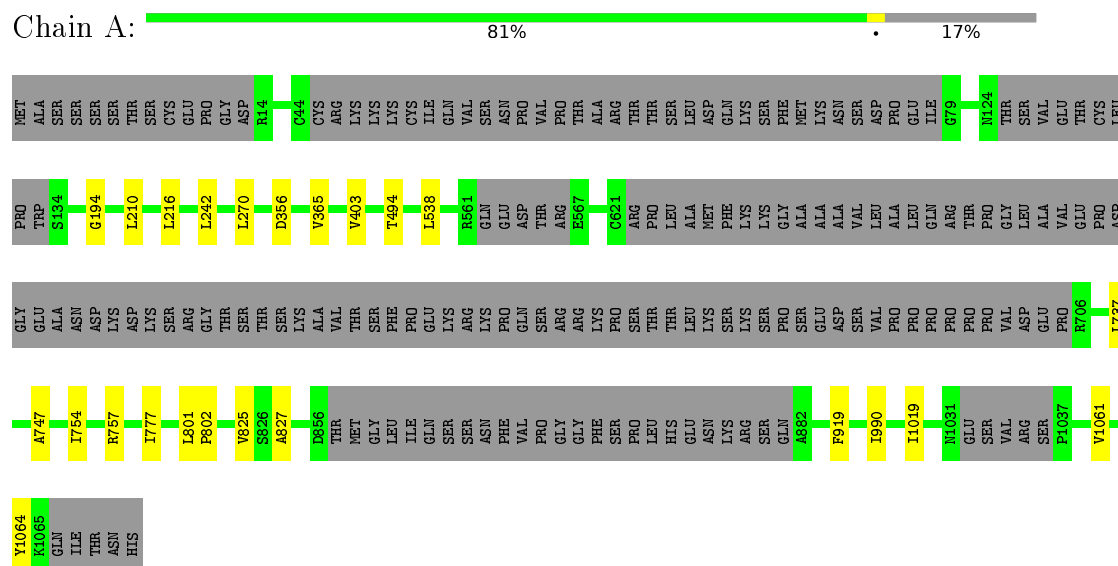 Chain A:
81% • 17%
MET ALA SER SER SER SER THR SER CYS GLU PRO GLY ASP R14 C44 CYS ARG LYS LYS LYS CYS ILE GLN VAL SER ASN PRO VAL PRO THR ALA ARG THR THR SER LEU ASP GLN LYS SER PHE MET LYS ASN SER ASP PRO GLU ILE G79 N124 THR SER VAL GLU THR CYS LEU
PRO TRP S134 G194 L210 L216 L242 L270 D356 V365 V403 T494 L538 R561 GLN GLU ASP THR ARG E567 C621 ARG PRO LEU ALA MET PHE LYS LYS GLY ALA ALA ALA VAL LEU ALA LEU GLN ARG THR PRO GLY LEU ALA VAL GLU PRO ASP
GLY GLU ALA ASN ASP LYS ASP LYS SER ARG GLY THR SER THR SER LYS ALA VAL THR SER PHE PRO GLU LYS ARG LYS PRO GLN SER ARG ARG LYS PRO SER THR THR LEU LYS SER LYS SER PRO SER GLU ASP SER VAL PRO PRO PRO PRO PRO PRO VAL ASP GLU PRO R706 L737
A747 I754 R757 I777 L801 P802 V825 S826 A827 D856 THR MET GLY LEU ILE GLN SER SER ASN PHE VAL PRO GLY GLY PHE SER PRO LEU HIS GLU ASN LYS ARG SER GLN A882 F919 I990 I1019 N1031 GLU SER VAL ARG SER P1037 V1061
Y1064 K1065 GLN ILE THR ASN HIS